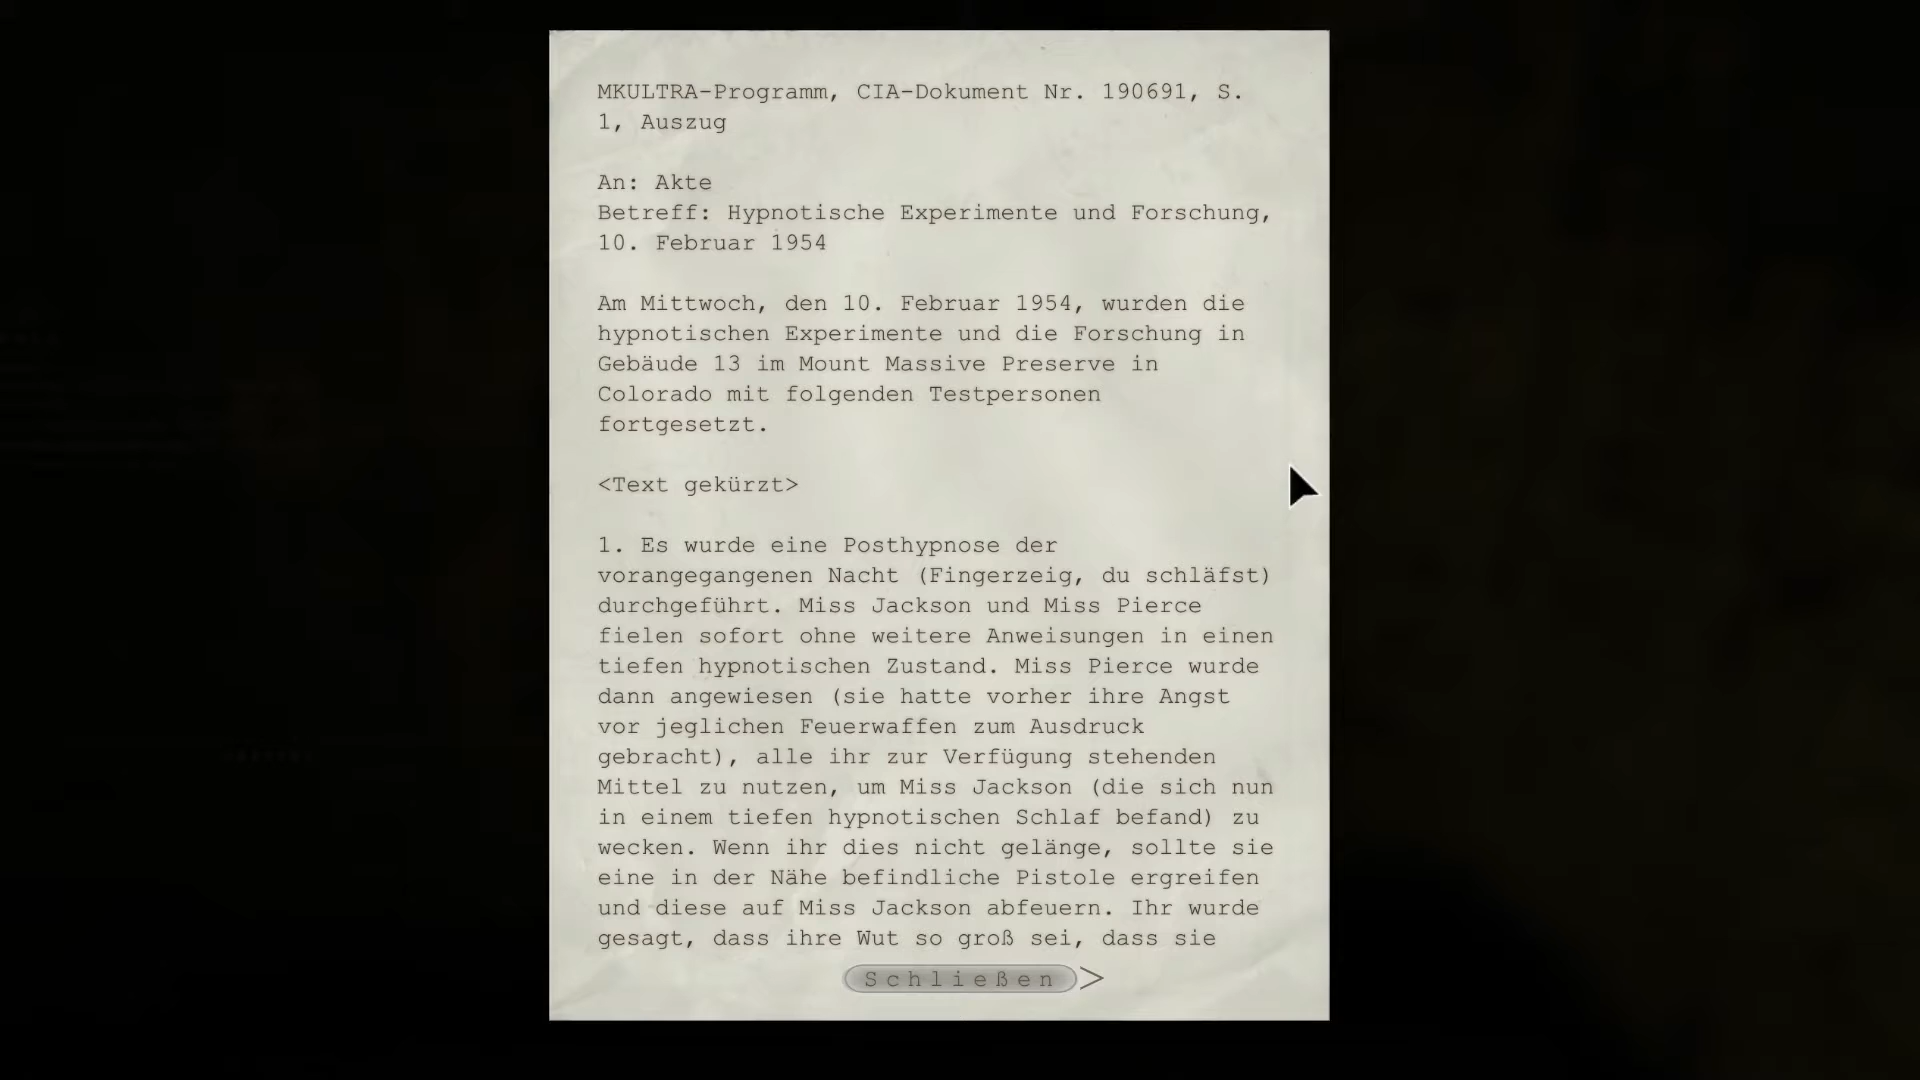 MKULTRA-Programm, CIA-Dokument Nr. 190691, S.
1, Auszug
An: Akte
Betreff: Hypnotische Experimente und Forschung,
10. Februar 1954
Am Mittwoch, den 10. Februar 1954, wurden die
hypnotischen Experimente und die Forschung in
Gebäude 13 im Mount Massive Preserve in
Colorado mit folgenden Testpersonen
fortgesetzt.
<Text gekürzt>
1. Es wurde eine Posthypnose der
vorangegangenen Nacht (Fingerzeig, du schläfst)
durchgeführt. Miss Jackson und Miss Pierce
fielen sofort ohne weitere Anweisungen in einen
tiefen hypnotischen Zustand. Miss Pierce wurde
dann angewiesen (sie hatte vorher ihre Angst
vor jeglichen Feuerwaffen zum Ausdruck
gebracht), alle ihr zur Verfügung stehenden
Mittel zu nutzen, um Miss Jackson (die sich nun
in einem tiefen hypnotischen Schlaf befand) zu
wecken. Wenn ihr dies nicht gelänge, sollte sie
eine in der Nähe befindliche Pistole ergreifen
und diese auf Miss Jackson abfeuern. Ihr wurde
gesagt, dass ihre Wut so groß sei, dass sie
Schließen >